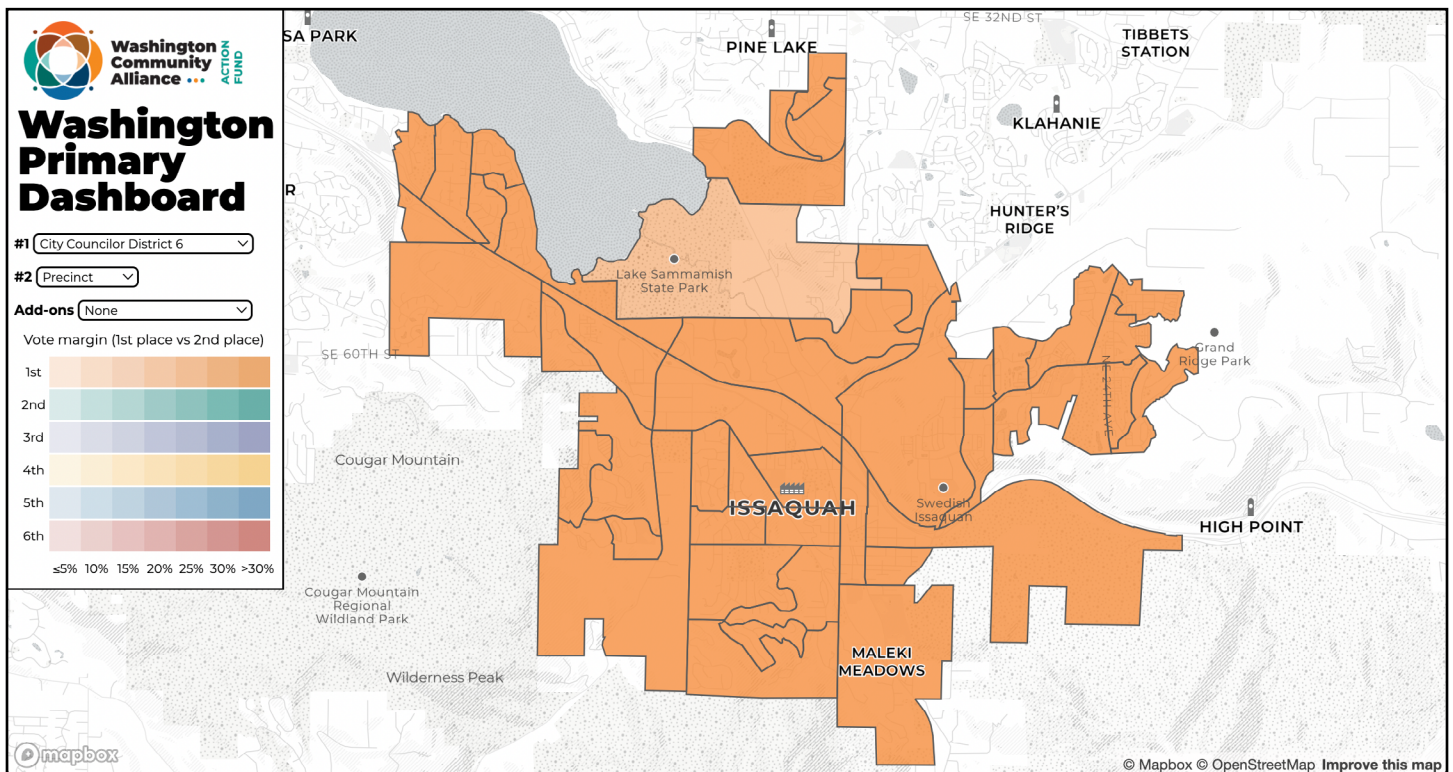 Washington
Community
Alliance
ACTION
FUND
Washington
Primary
Dashboard
#1 City Councilor District 6
#2 Precinct
Add-ons None
Vote margin (1st place vs 2nd place)
1st
2nd
3rd
4th
5th
6th
≤5% 10% 15% 20% 25% 30% >30%
SA PARK
PINE LAKE
SE 32ND ST
TIBBETS
STATION
KLAHANIE
R
HUNTER'S
RIDGE
Lake Sammamish
State Park
SE 60TH ST
Grand
Ridge Park
NE 24TH AVE
Cougar Mountain
ISSAQUAH
Swedish
Issaquah
HIGH POINT
Cougar Mountain
Regional
Wildland Park
MALEKI
MEADOWS
Wilderness Peak
mapbox
© Mapbox © OpenStreetMap Improve this map